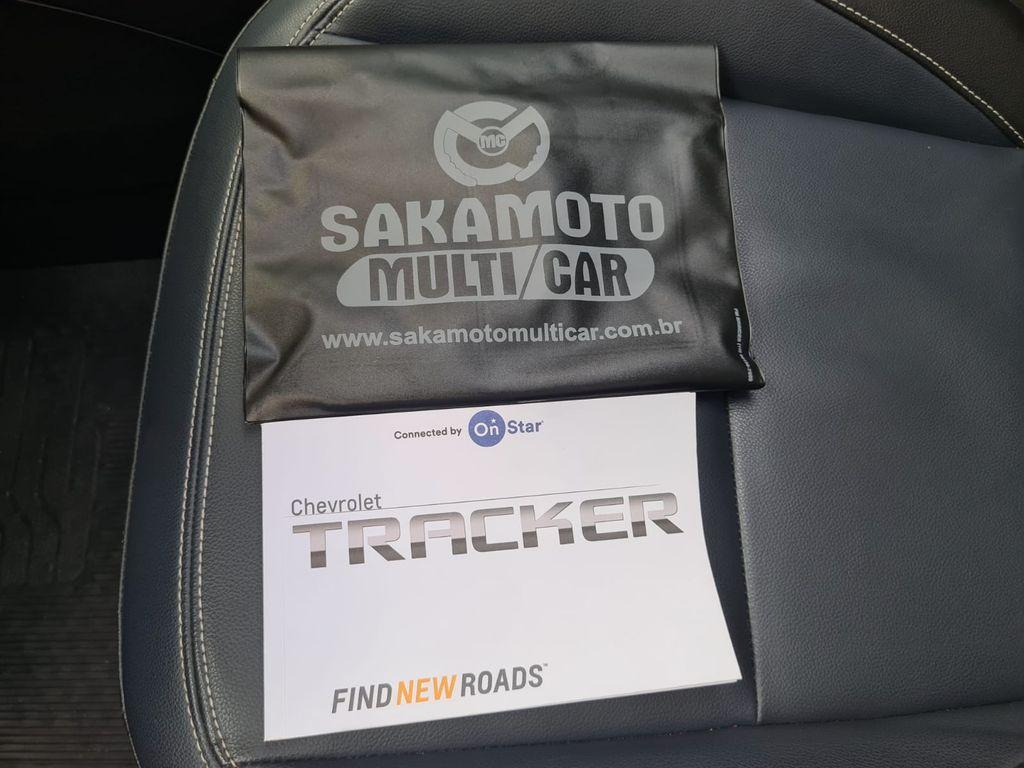 MC
SAKAMOTO
MULTI/CAR
www.sakamotomulticar.com.br
Connected by OnStar
Chevrolet
TRACKER
FIND NEW ROADS™